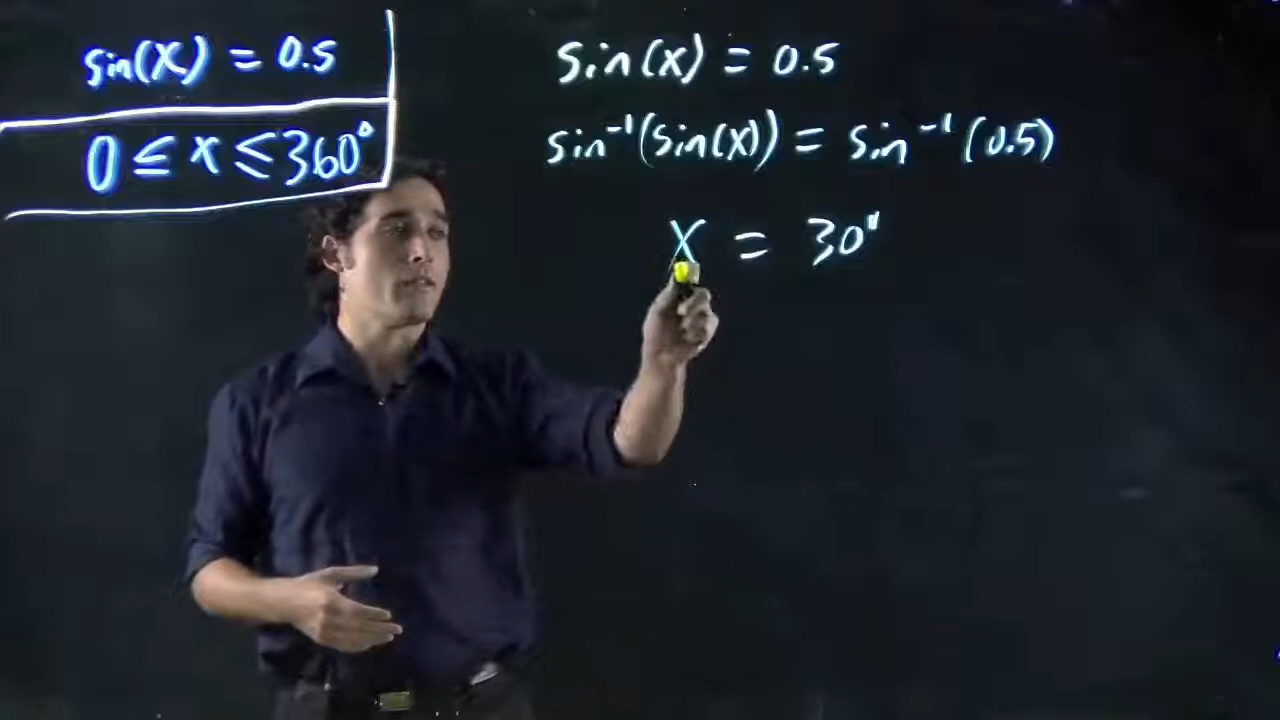 sin(x) = 0.5
0 ≤ x ≤ 360°
sin(x) = 0.5
sin⁻¹(sin(x)) = sin⁻¹(0.5)
x = 30°